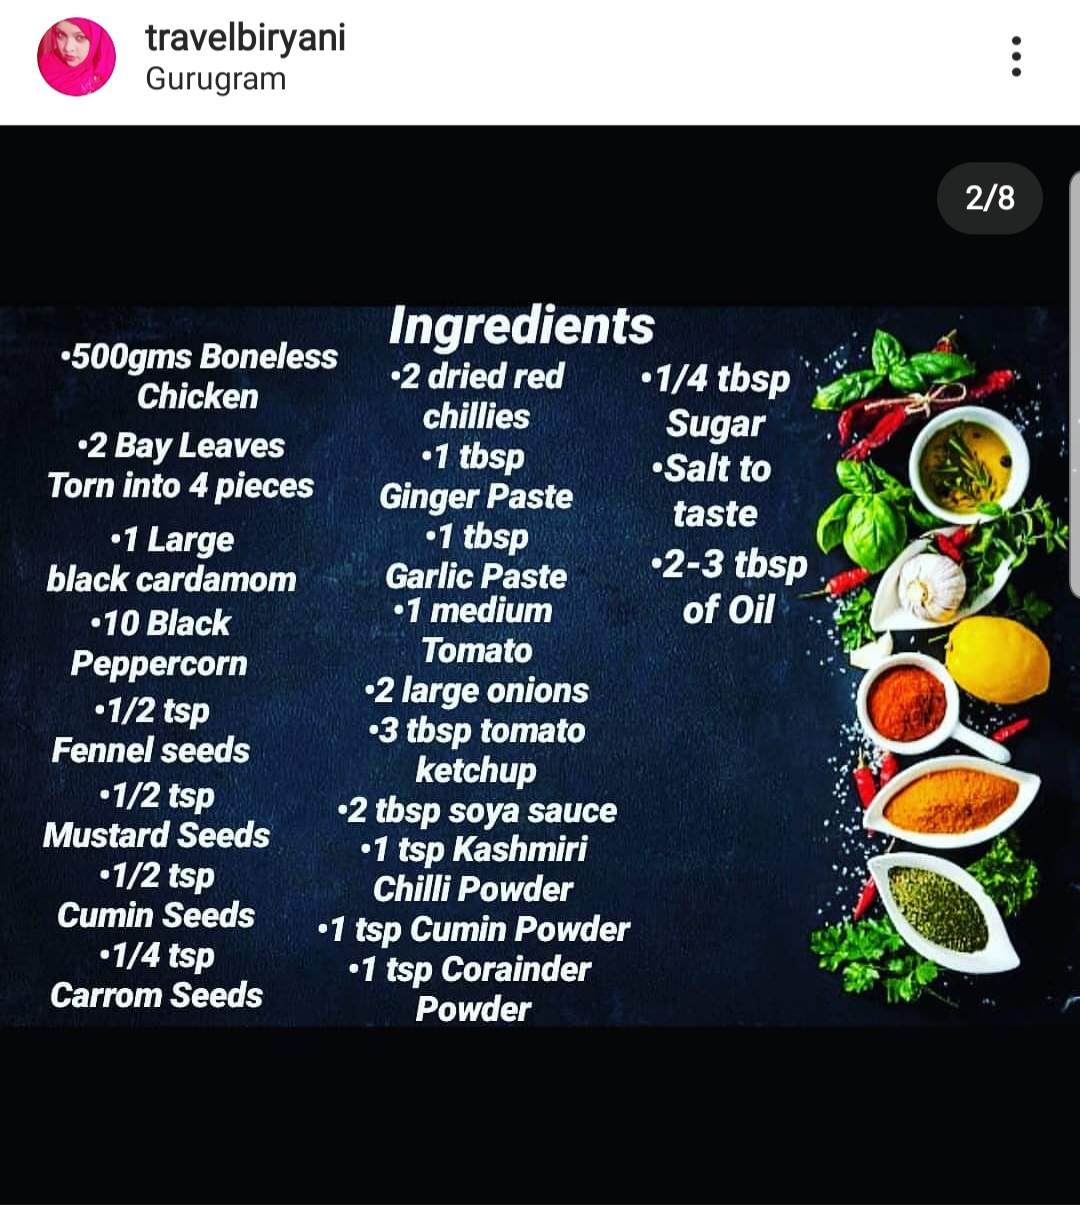 travelbiryani
Gurugram
2/8
Ingredients
•500gms Boneless
Chicken
•2 Bay Leaves
Torn into 4 pieces
•1 Large
black cardamom
•10 Black
Peppercorn
•1/2 tsp
Fennel seeds
•1/2 tsp
Mustard Seeds
•1/2 tsp
Cumin Seeds
•1/4 tsp
Carrom Seeds
•2 dried red
chillies
•1 tbsp
Ginger Paste
•1 tbsp
Garlic Paste
•1 medium
Tomato
•2 large onions
•3 tbsp tomato
ketchup
•2 tbsp soya sauce
•1 tsp Kashmiri
Chilli Powder
•1 tsp Cumin Powder
•1 tsp Corainder
Powder
•1/4 tbsp
Sugar
•Salt to
taste
•2-3 tbsp
of Oil